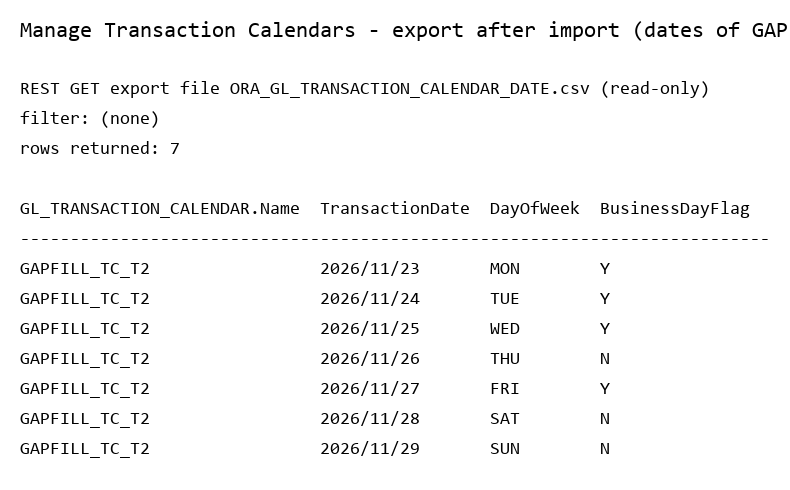 Manage Transaction Calendars - export after import (dates of GAP
REST GET export file ORA_GL_TRANSACTION_CALENDAR_DATE.csv (read-only)
filter: (none)
rows returned: 7
GL_TRANSACTION_CALENDAR.Name  TransactionDate  DayOfWeek  BusinessDayFlag
---------------------------------------------------------------------------
GAPFILL_TC_T2                 2026/11/23       MON        Y
GAPFILL_TC_T2                 2026/11/24       TUE        Y
GAPFILL_TC_T2                 2026/11/25       WED        Y
GAPFILL_TC_T2                 2026/11/26       THU        N
GAPFILL_TC_T2                 2026/11/27       FRI        Y
GAPFILL_TC_T2                 2026/11/28       SAT        N
GAPFILL_TC_T2                 2026/11/29       SUN        N